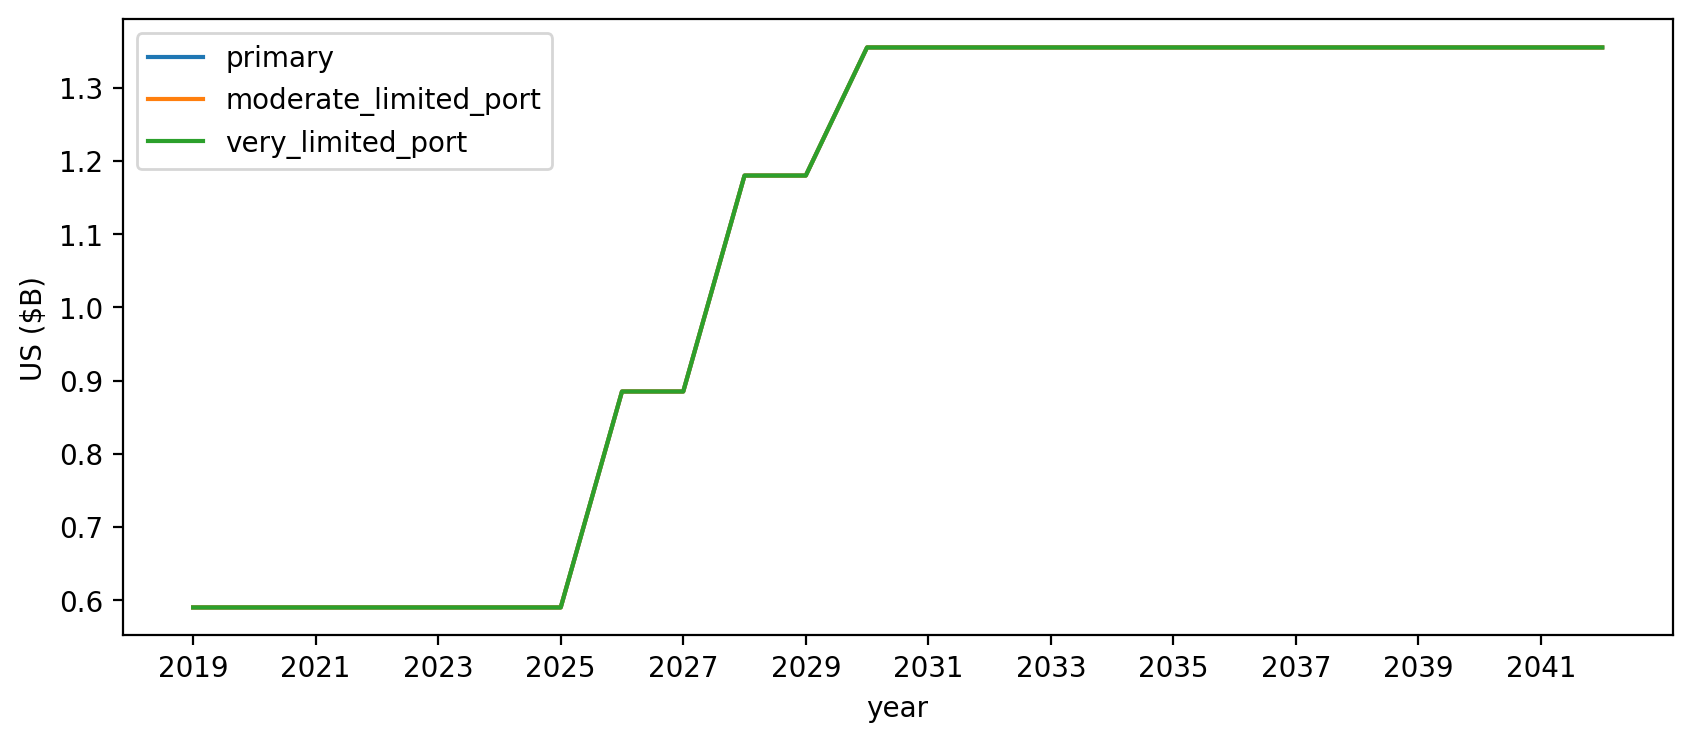 primary
moderate_limited_port
very_limited_port
1.3
1.2
1.1
1.0
0.9
0.8
0.7
0.6
US ($B)
2019 2021 2023 2025 2027 2029 2031 2033 2035 2037 2039 2041
year